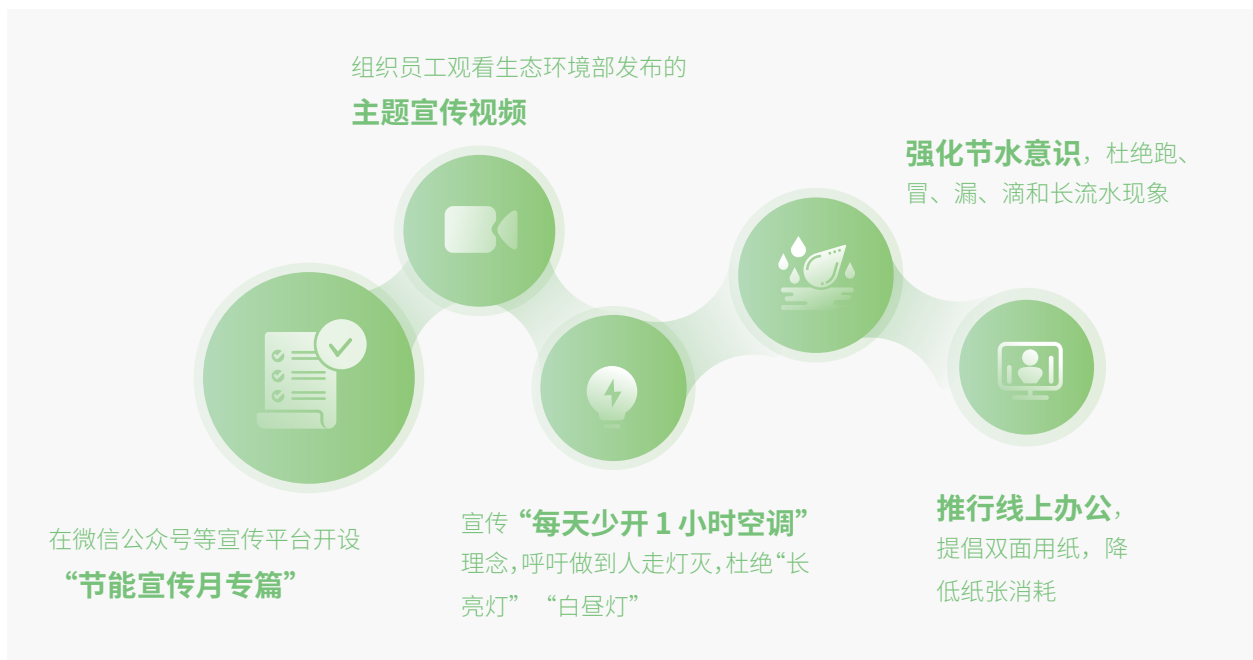 组织员工观看生态环境部发布的
主题宣传视频
强化节水意识，杜绝跑、
冒、漏、滴和长流水现象
在微信公众号等宣传平台开设
“节能宣传月专篇”
宣传“每天少开 1 小时空调”
理念，呼吁做到人走灯灭，杜绝“长
亮灯” “白昼灯”
推行线上办公，
提倡双面用纸，降
低纸张消耗